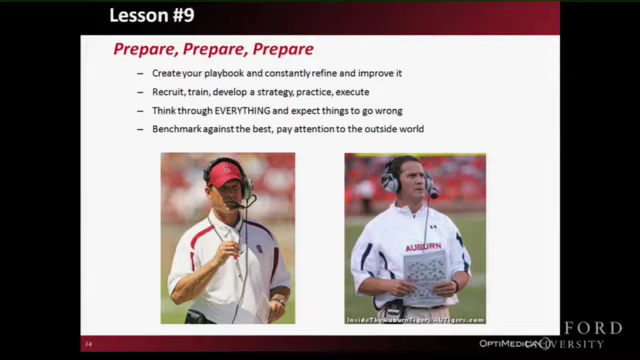 Lesson #9
Prepare, Prepare, Prepare
– Create your playbook and constantly refine and improve it
– Recruit, train, develop a strategy, practice, execute
– Think through EVERYTHING and expect things to go wrong
– Benchmark against the best, pay attention to the outside world
S
S
AUBURN
InsideTheAuburnTigers/AUTigers.com
74
OPTIMEDICA
FORD
UNIVERSITY